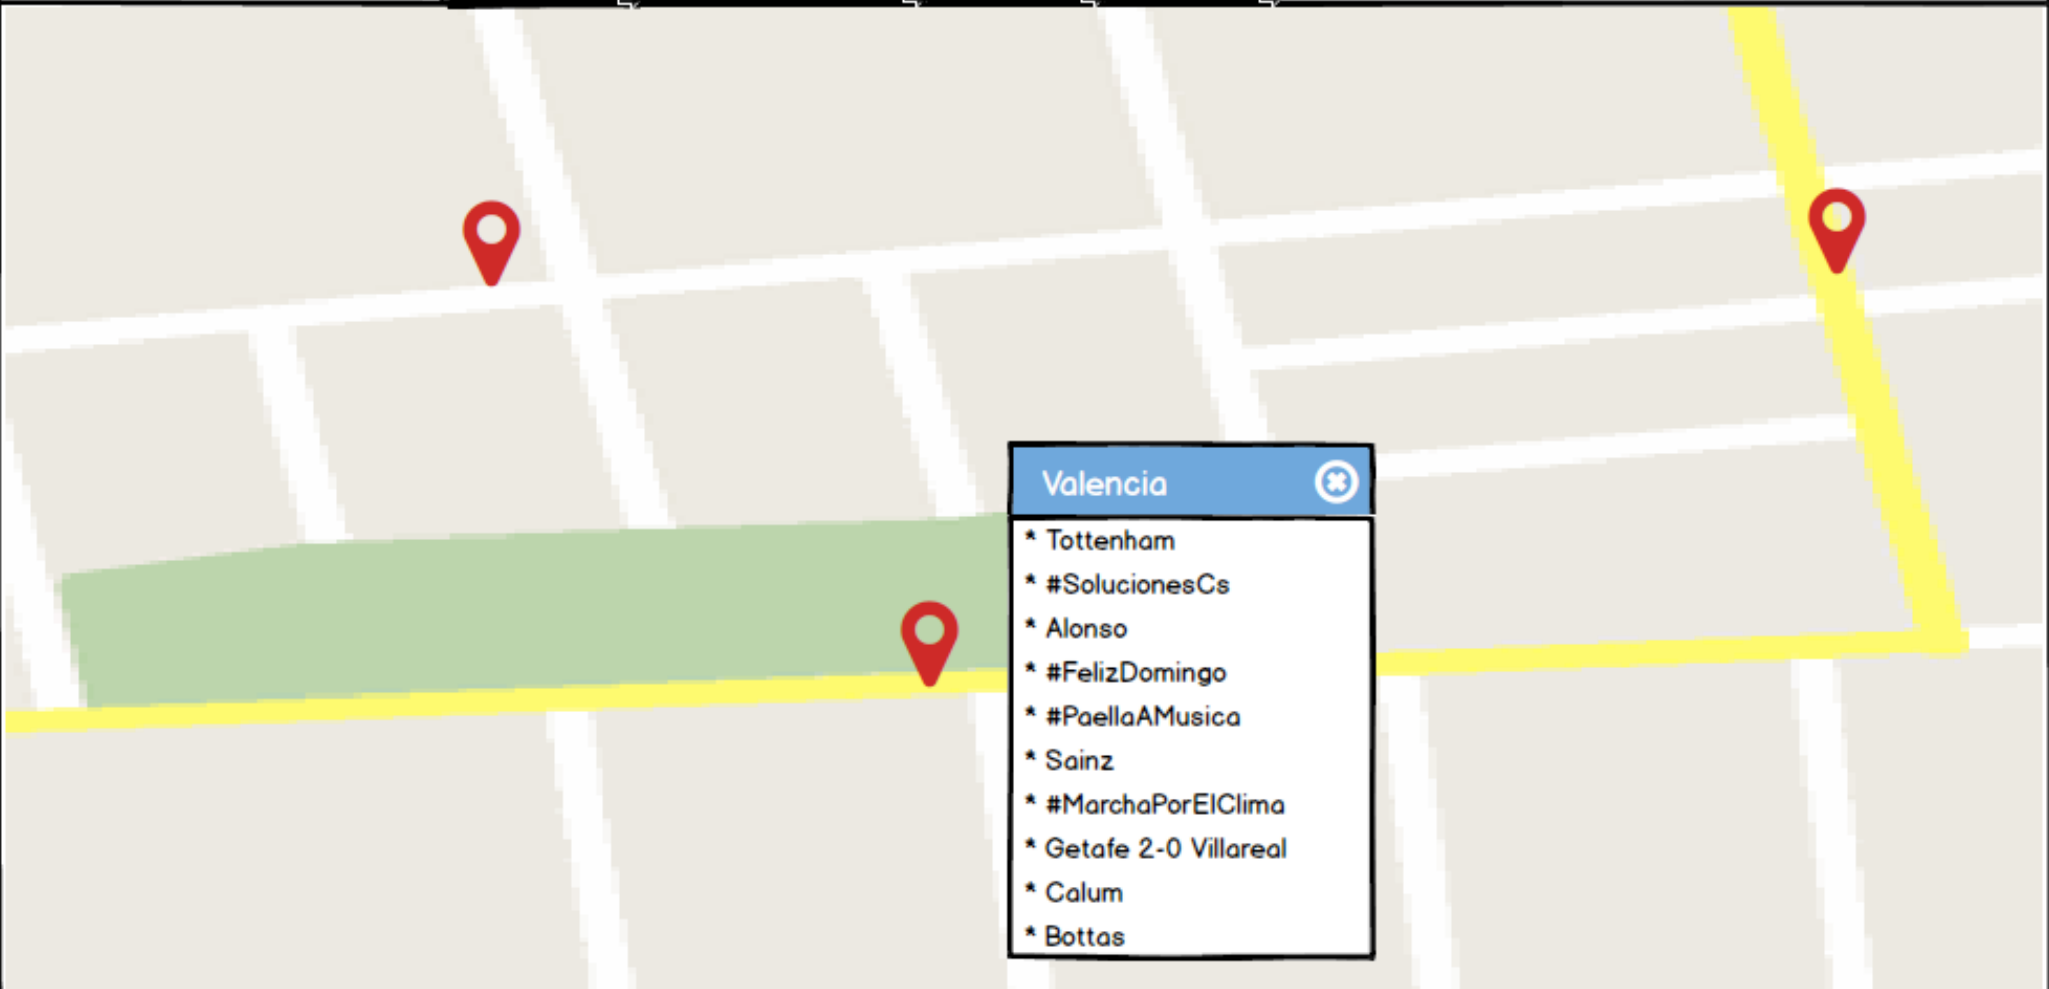 Valencia
* Tottenham
* #SolucionesCs
* Alonso
* #FelizDomingo
* #PaellaAMusica
* Sainz
* #MarchaPorElClima
* Getafe 2-0 Villareal
* Calum
* Bottas